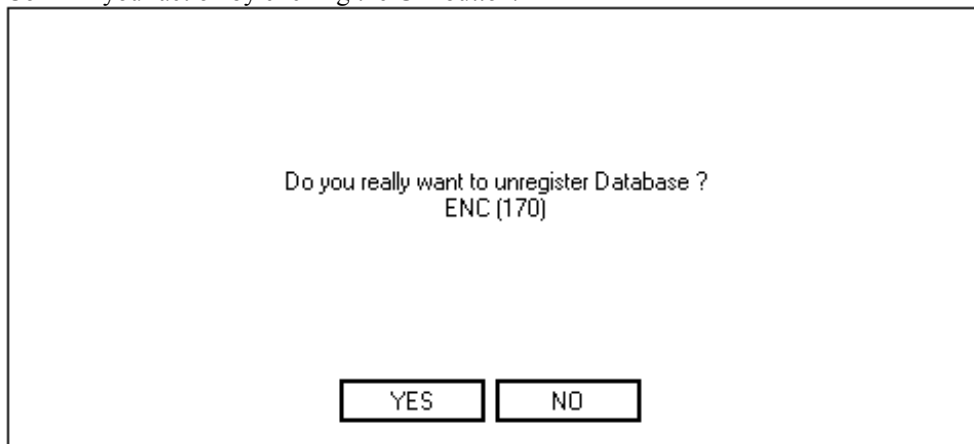 Do you really want to unregister Database ?
ENC (170)
YES NO